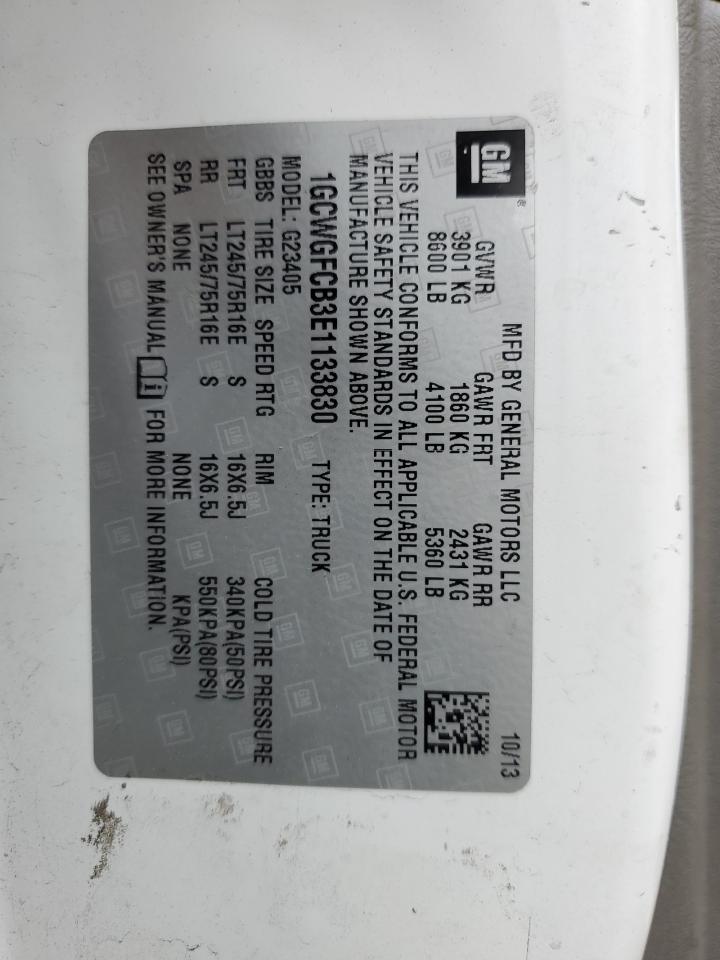 GM ®
MFD BY GENERAL MOTORS LLC 10/13
GVWR GAWR FRT GAWR RR
3901 KG 1860 KG 2431 KG
8600 LB 4100 LB 5360 LB
THIS VEHICLE CONFORMS TO ALL APPLICABLE U.S. FEDERAL MOTOR
VEHICLE SAFETY STANDARDS IN EFFECT ON THE DATE OF
MANUFACTURE SHOWN ABOVE.
1GCWGFCB3E1133830 TYPE: TRUCK
MODEL: G23405
GBBS TIRE SIZE SPEED RTG RIM COLD TIRE PRESSURE
FRT LT245/75R16E S 16X6.5J 340KPA(50PSI)
RR LT245/75R16E S 16X6.5J 550KPA(80PSI)
SPA NONE NONE KPA(PSI)
SEE OWNER'S MANUAL i FOR MORE INFORMATION.